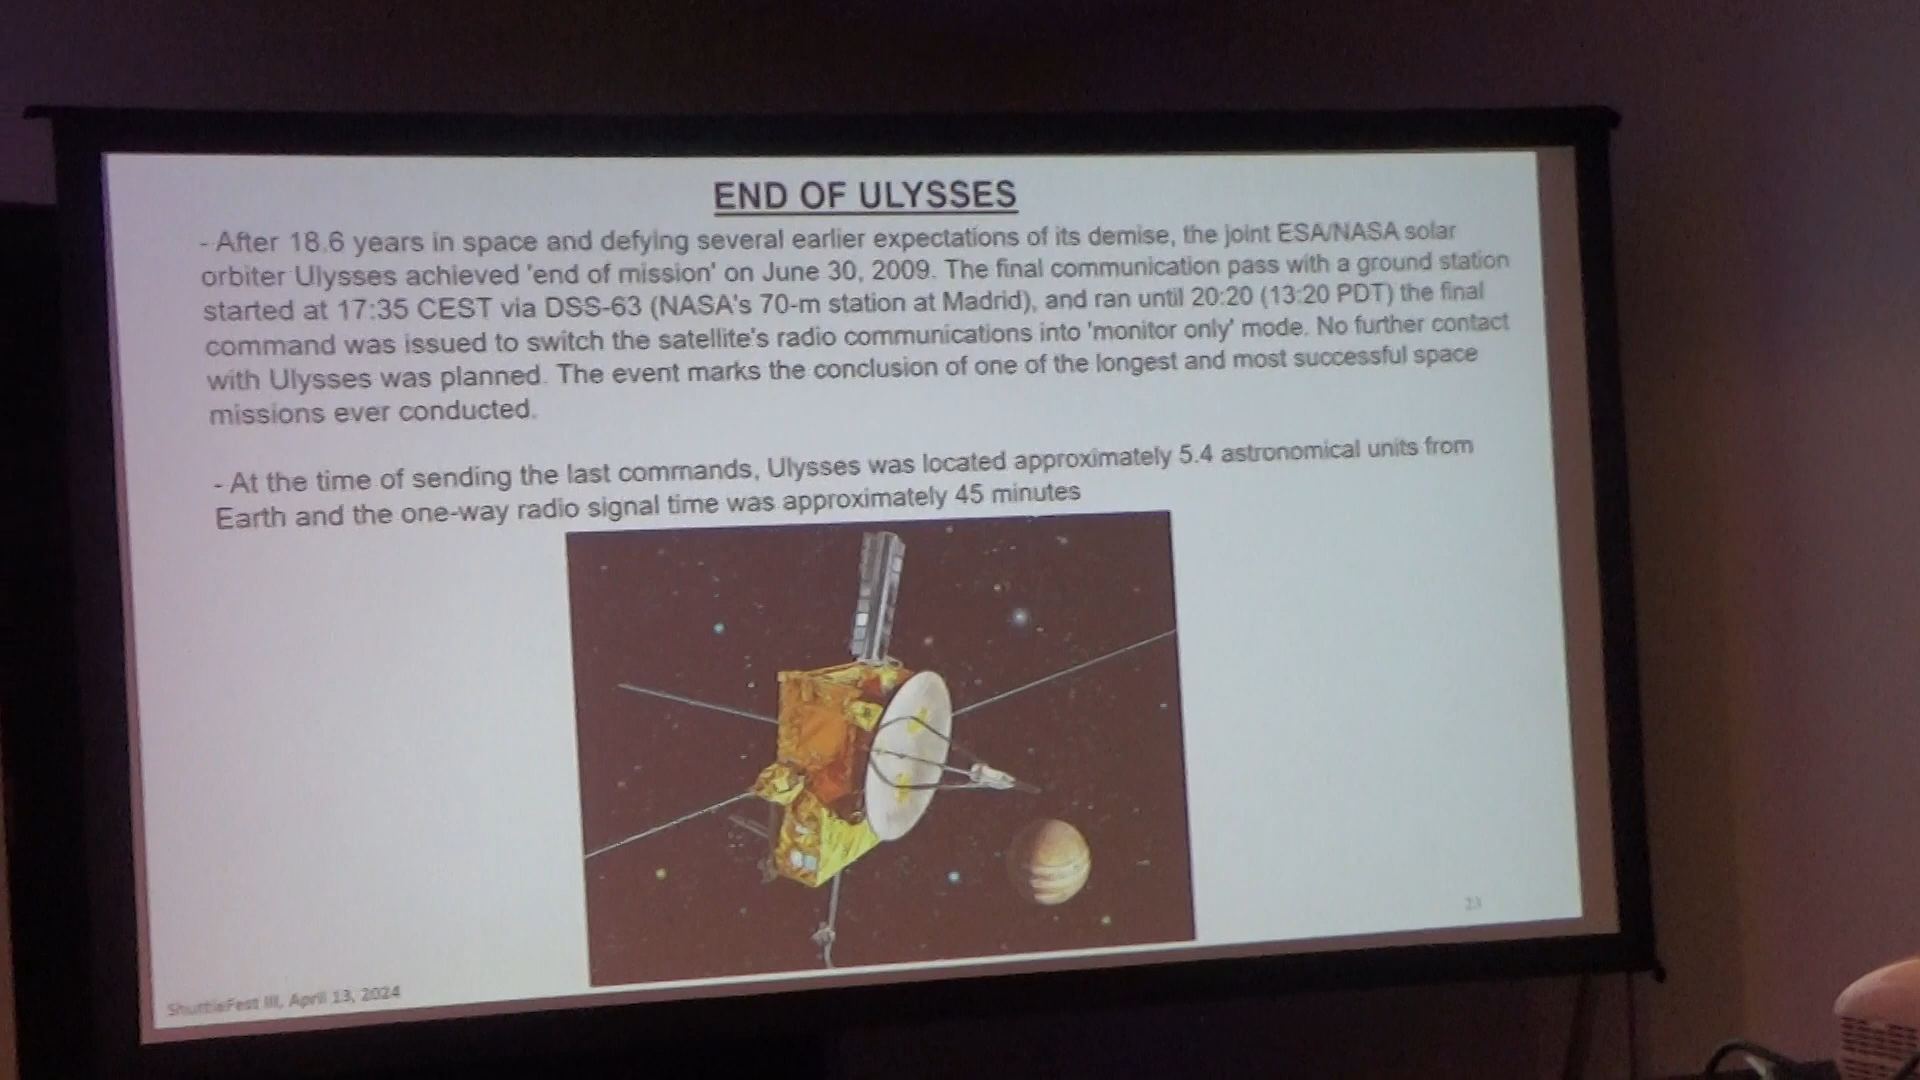 END OF ULYSSES
- After 18.6 years in space and defying several earlier expectations of its demise, the joint ESA/NASA solar
orbiter Ulysses achieved 'end of mission' on June 30, 2009. The final communication pass with a ground station
started at 17:35 CEST via DSS-63 (NASA's 70-m station at Madrid), and ran until 20:20 (13:20 PDT) the final
command was issued to switch the satellite's radio communications into 'monitor only' mode. No further contact
with Ulysses was planned. The event marks the conclusion of one of the longest and most successful space
missions ever conducted.
- At the time of sending the last commands, Ulysses was located approximately 5.4 astronomical units from
Earth and the one-way radio signal time was approximately 45 minutes
23
ShuttleFest III, April 13, 2024